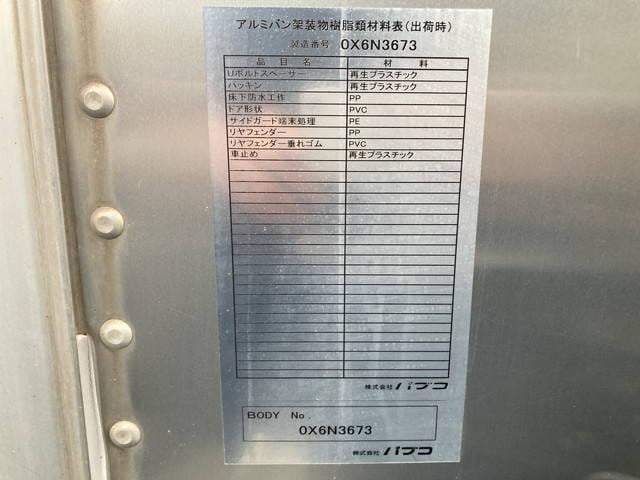 アルミバン架装物樹脂類材料表(出荷時)
製造番号 0X6N3673
品目名 材料
Uボルトスペーサー 再生プラスチック
パッキン 再生プラスチック
床下防水工作 PP
ドア形状 PVC
サイドガード端末処理 PE
リヤフェンダー PP
リヤフェンダー垂れゴム PVC
車止め 再生プラスチック
株式会社パブコ
BODY No.
0X6N3673
株式会社パブコ